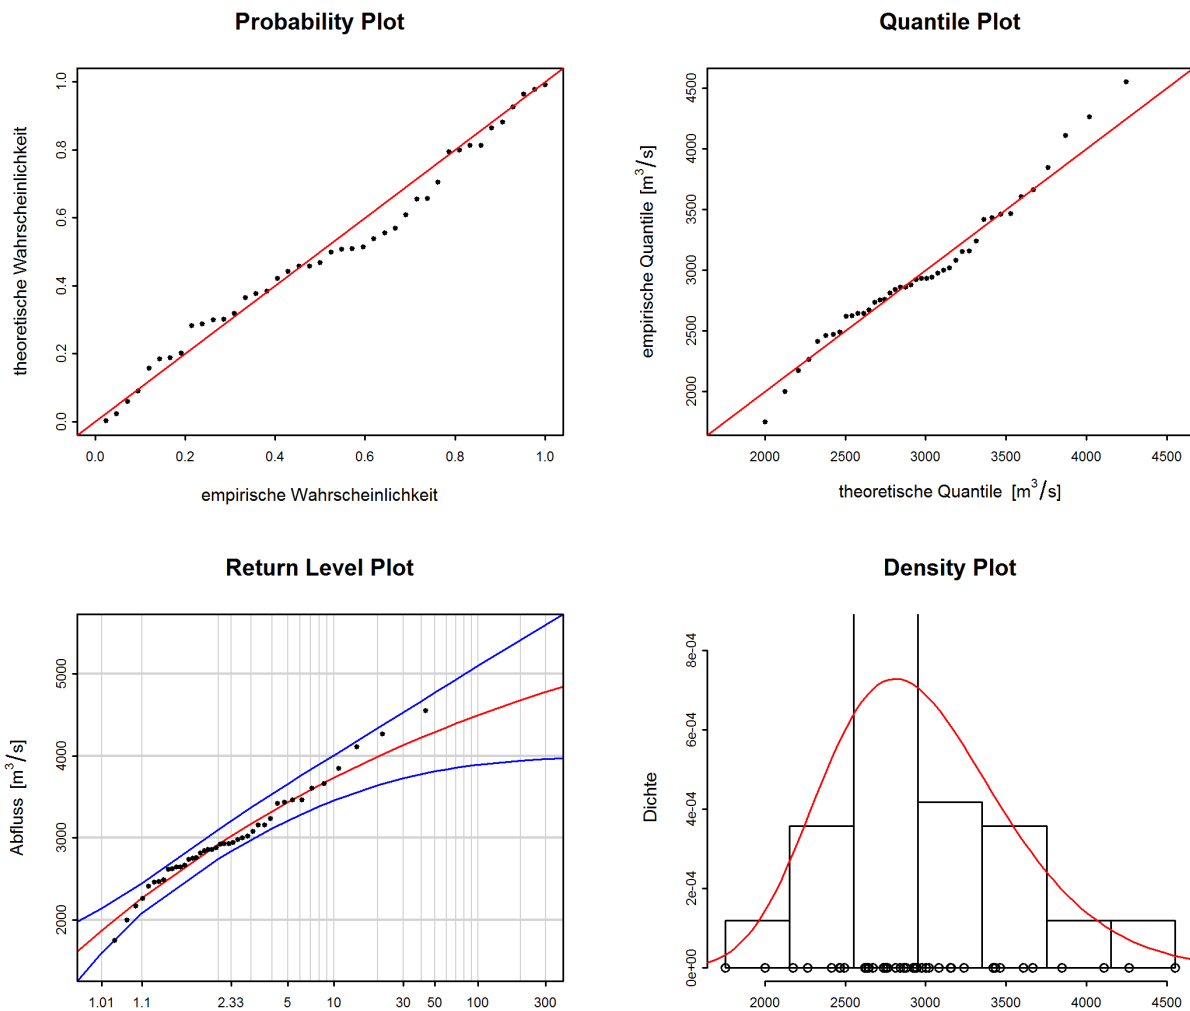 Probability Plot
theoretische Wahrscheinlichkeit
0.0 0.2 0.4 0.6 0.8 1.0
0.0 0.2 0.4 0.6 0.8 1.0
empirische Wahrscheinlichkeit
Quantile Plot
empirische Quantile [m³/s]
2000 2500 3000 3500 4000 4500
2000 2500 3000 3500 4000 4500
theoretische Quantile [m³/s]
Return Level Plot
Abfluss [m³/s]
2000 3000 4000 5000
1.01 1.1 2.33 5 10 30 50 100 300
Density Plot
Dichte
0e+00 2e-04 4e-04 6e-04 8e-04
2000 2500 3000 3500 4000 4500